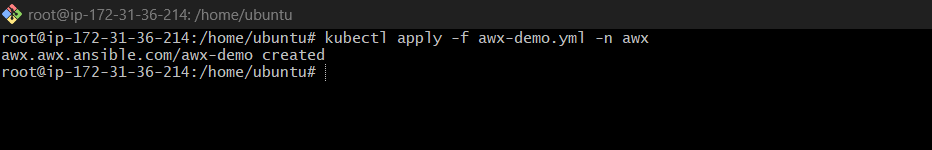 root@ip-172-31-36-214: /home/ubuntu
root@ip-172-31-36-214:/home/ubuntu# kubectl apply -f awx-demo.yml -n awx
awx.awx.ansible.com/awx-demo created
root@ip-172-31-36-214:/home/ubuntu#